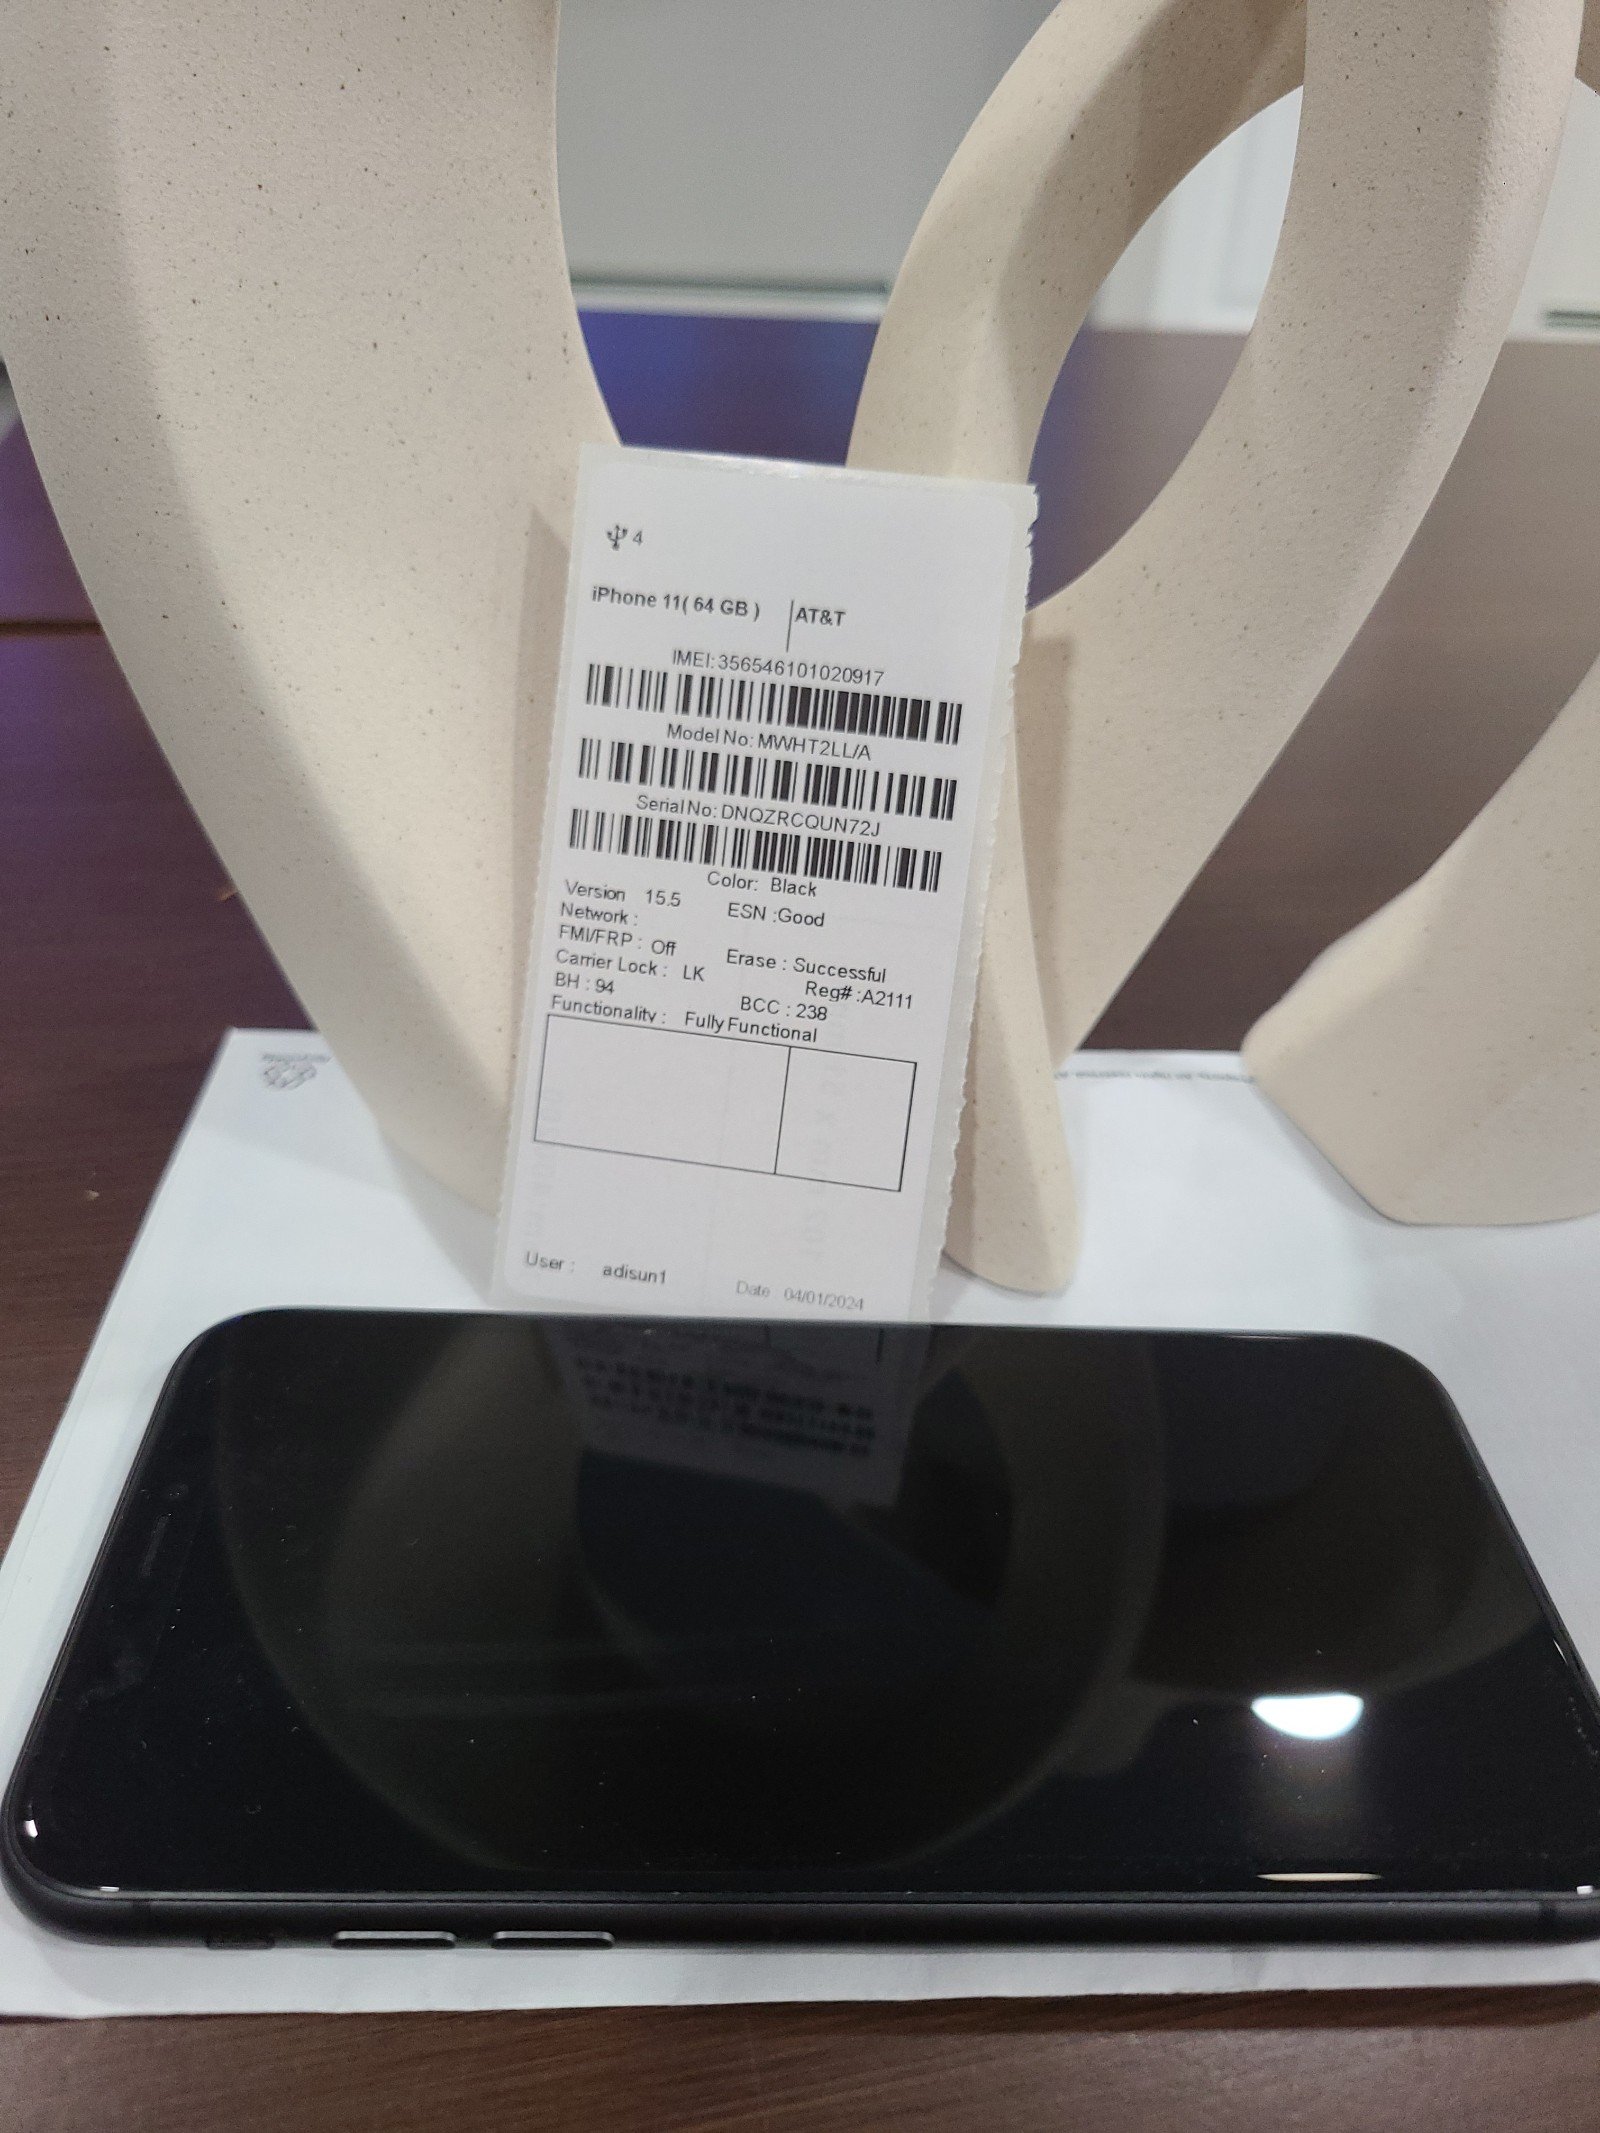 4
iPhone 11( 64 GB ) AT&T
IMEI:356546101020917
Model No: MWHT2LL/A
Serial No: DNQZRCQUN72J
Color: Black
Version 15.5 ESN :Good
Network :
FMI/FRP : Off Erase : Successful
Carrier Lock : LK Reg# :A2111
BH : 94 BCC : 238
Functionality : Fully Functional
User : adisun1 Date 04/01/2024